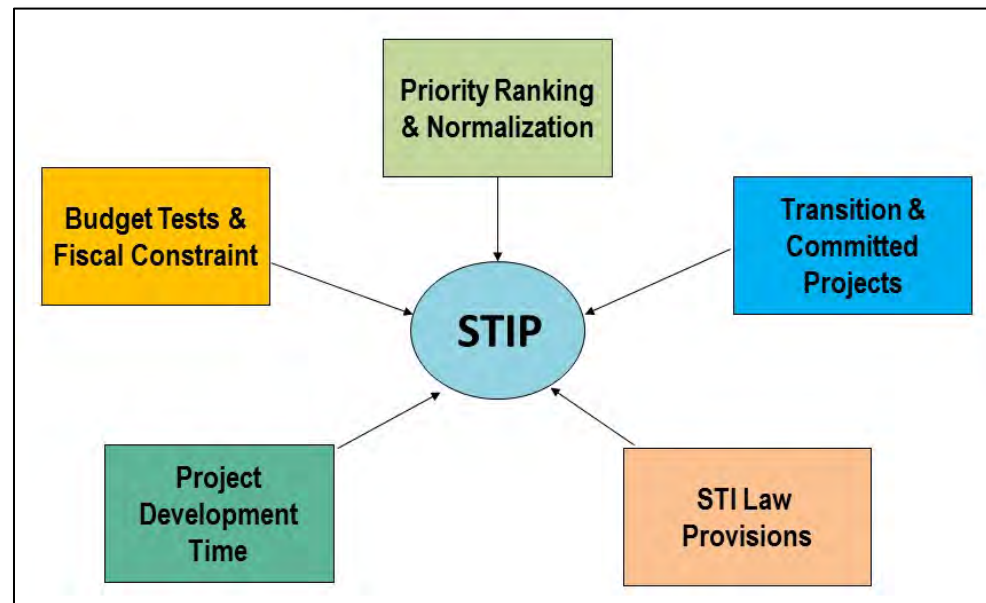 Priority Ranking
& Normalization
Budget Tests &
Fiscal Constraint
Transition &
Committed
Projects
STIP
Project
Development
Time
STI Law
Provisions